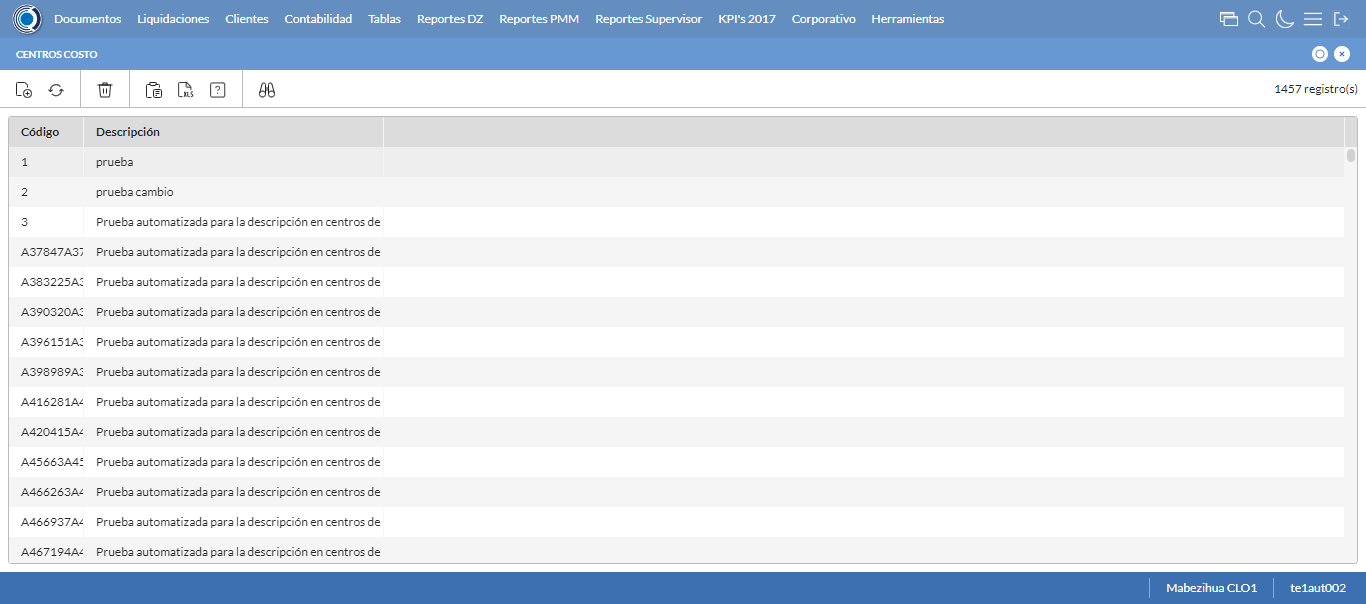 Documentos Liquidaciones Clientes Contabilidad Tablas Reportes DZ Reportes PMM Reportes Supervisor KPI's 2017 Corporativo Herramientas
CENTROS COSTO
XLS ? 1457 registro(s)
Código Descripción
1 prueba
2 prueba cambio
3 Prueba automatizada para la descripción en centros de
A37847A37 Prueba automatizada para la descripción en centros de
A383225A3 Prueba automatizada para la descripción en centros de
A390320A3 Prueba automatizada para la descripción en centros de
A396151A3 Prueba automatizada para la descripción en centros de
A398989A3 Prueba automatizada para la descripción en centros de
A416281A4 Prueba automatizada para la descripción en centros de
A420415A4 Prueba automatizada para la descripción en centros de
A45663A45 Prueba automatizada para la descripción en centros de
A466263A4 Prueba automatizada para la descripción en centros de
A466937A4 Prueba automatizada para la descripción en centros de
A467194A4 Prueba automatizada para la descripción en centros de
Mabezihua CLO1 te1aut002